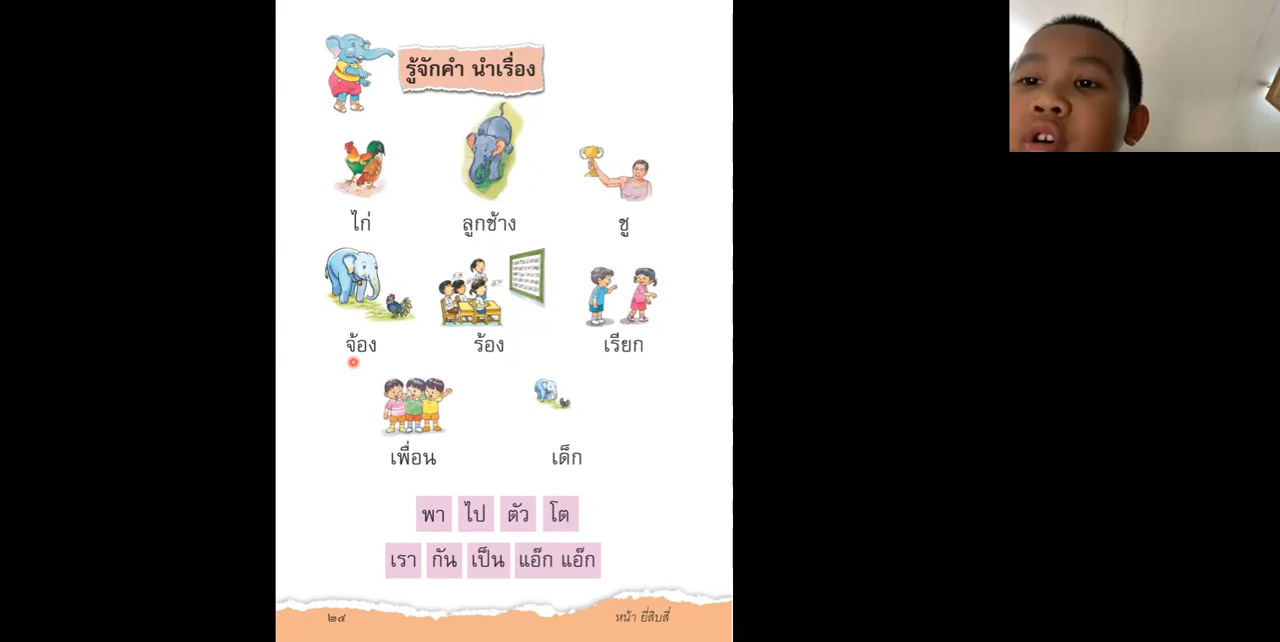 รู้จักคำ นำเรื่อง
ไก่ ลูกช้าง ชู
จ้อง ร้อง เรียก
เพื่อน เด็ก
พา ไป ตัว โต
เรา กัน เป็น แอ๊ก แอ๊ก
๒๔ หน้า ยี่สิบสี่